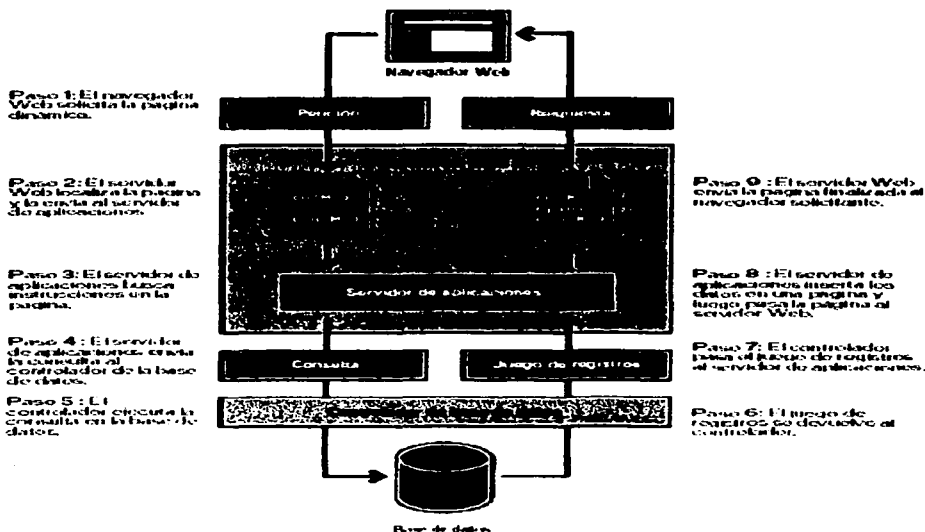 Navegador Web
Paso 1: El navegador
Web solicita la página
dinámica.
Petición
Respuesta
Paso 2: El servidor
Web localiza la página
y la envía al servidor
de aplicaciones
Paso 9 : El servidor Web
envía la página finalizada al
navegador solicitante.
Paso 3: El servidor de
aplicaciones busca
instrucciones en la
página.
Servidor de aplicaciones
Paso 8 : El servidor de
aplicaciones inserta los
datos en una página y
luego pasa la página al
servidor Web.
Paso 4 : El servidor
de aplicaciones envía
la consulta al
controlador de la base
de datos.
Consulta
Juego de registros
Paso 7: El controlador
pasa el juego de registros
al servidor de aplicaciones.
Paso 5 : El
controlador ejecuta la
consulta en la base de
datos.
Paso 6: El juego de
registros se devuelve al
controlador.
Base de datos